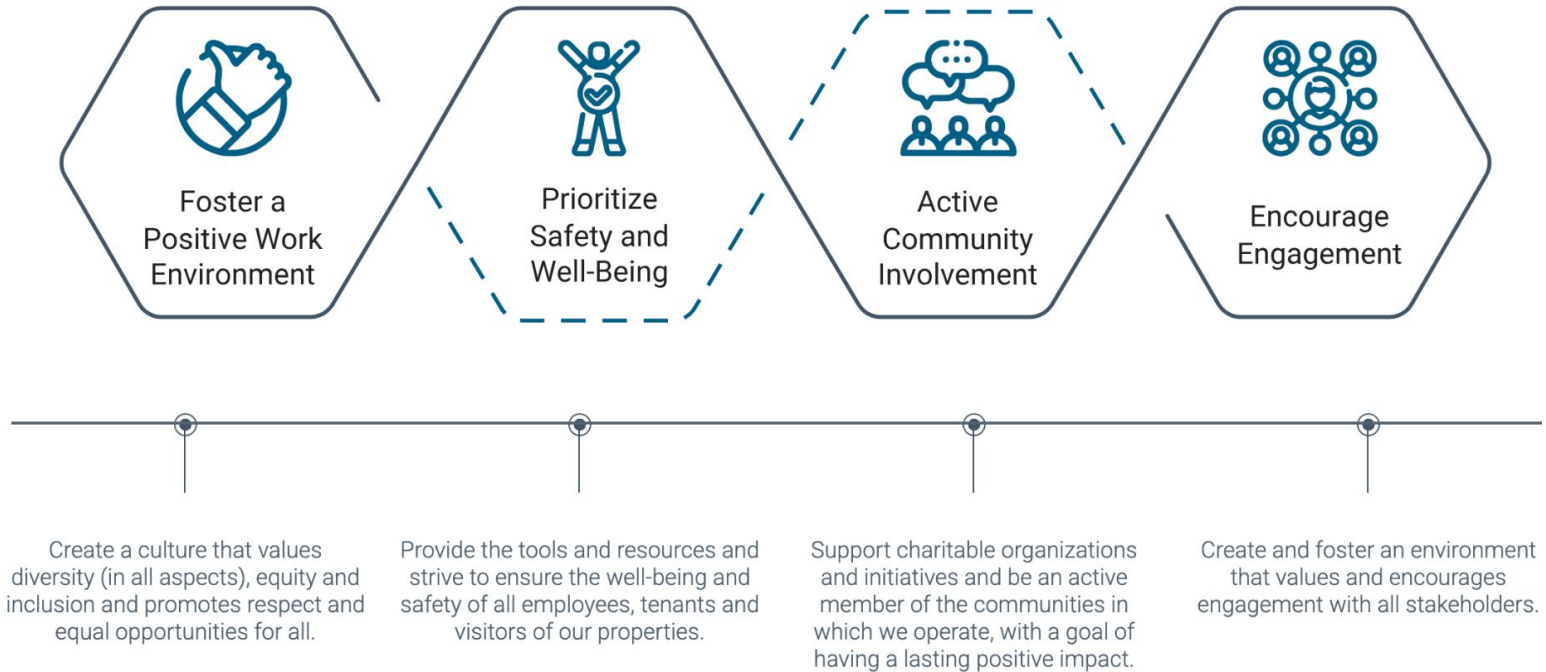 Foster a
Positive Work
Environment
Prioritize
Safety and
Well-Being
Active
Community
Involvement
Encourage
Engagement
Create a culture that values
diversity (in all aspects), equity and
inclusion and promotes respect and
equal opportunities for all.
Provide the tools and resources and
strive to ensure the well-being and
safety of all employees, tenants and
visitors of our properties.
Support charitable organizations
and initiatives and be an active
member of the communities in
which we operate, with a goal of
having a lasting positive impact.
Create and foster an environment
that values and encourages
engagement with all stakeholders.